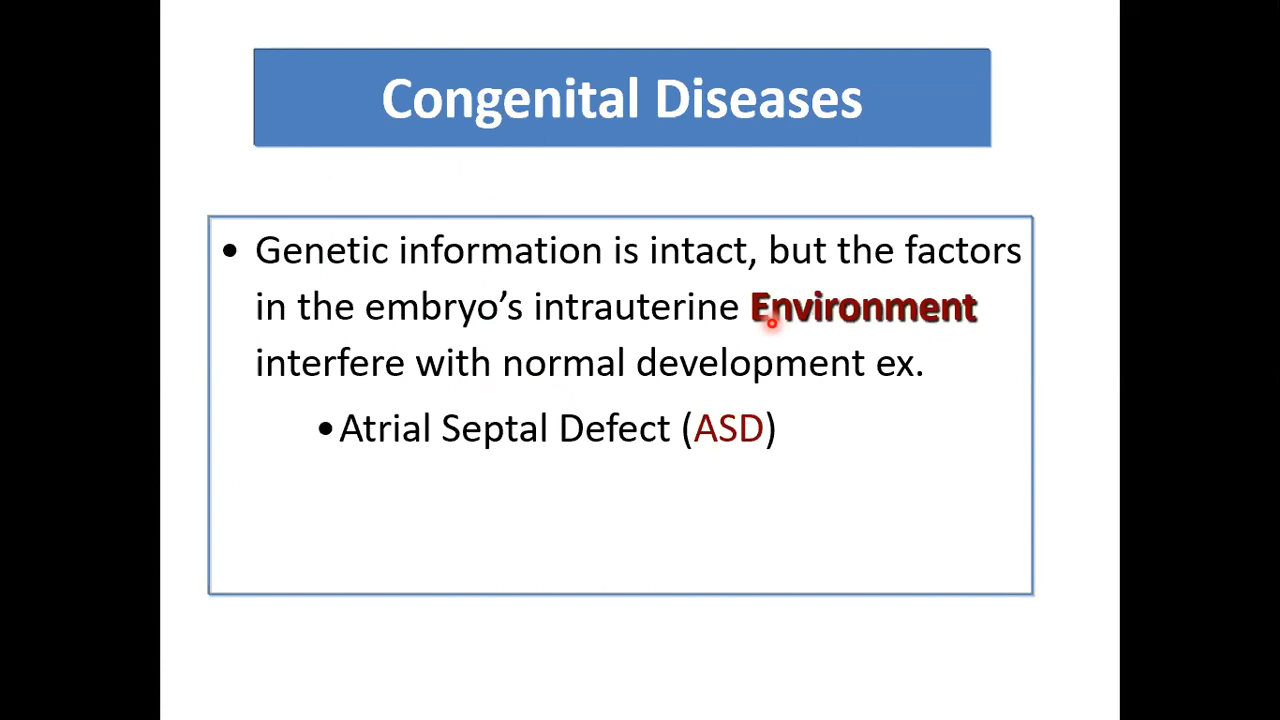 Congenital Diseases
• Genetic information is intact, but the factors
in the embryo’s intrauterine Environment
interfere with normal development ex.
•Atrial Septal Defect (ASD)